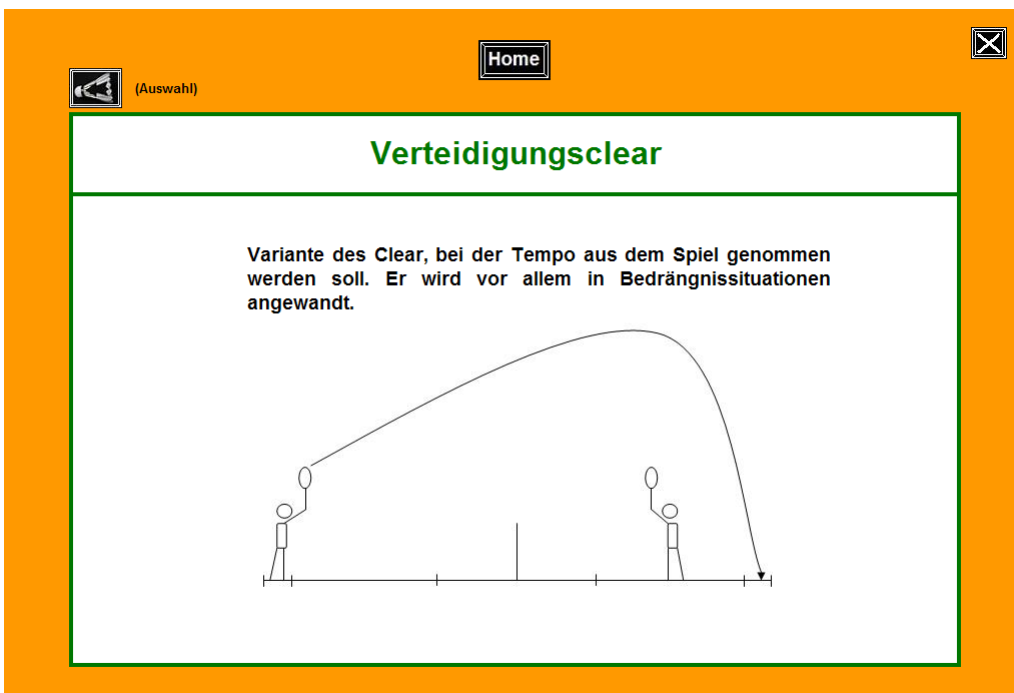 Home
(Auswahl)
Verteidigungsclear
Variante des Clear, bei der Tempo aus dem Spiel genommen
werden soll. Er wird vor allem in Bedrängnissituationen
angewandt.